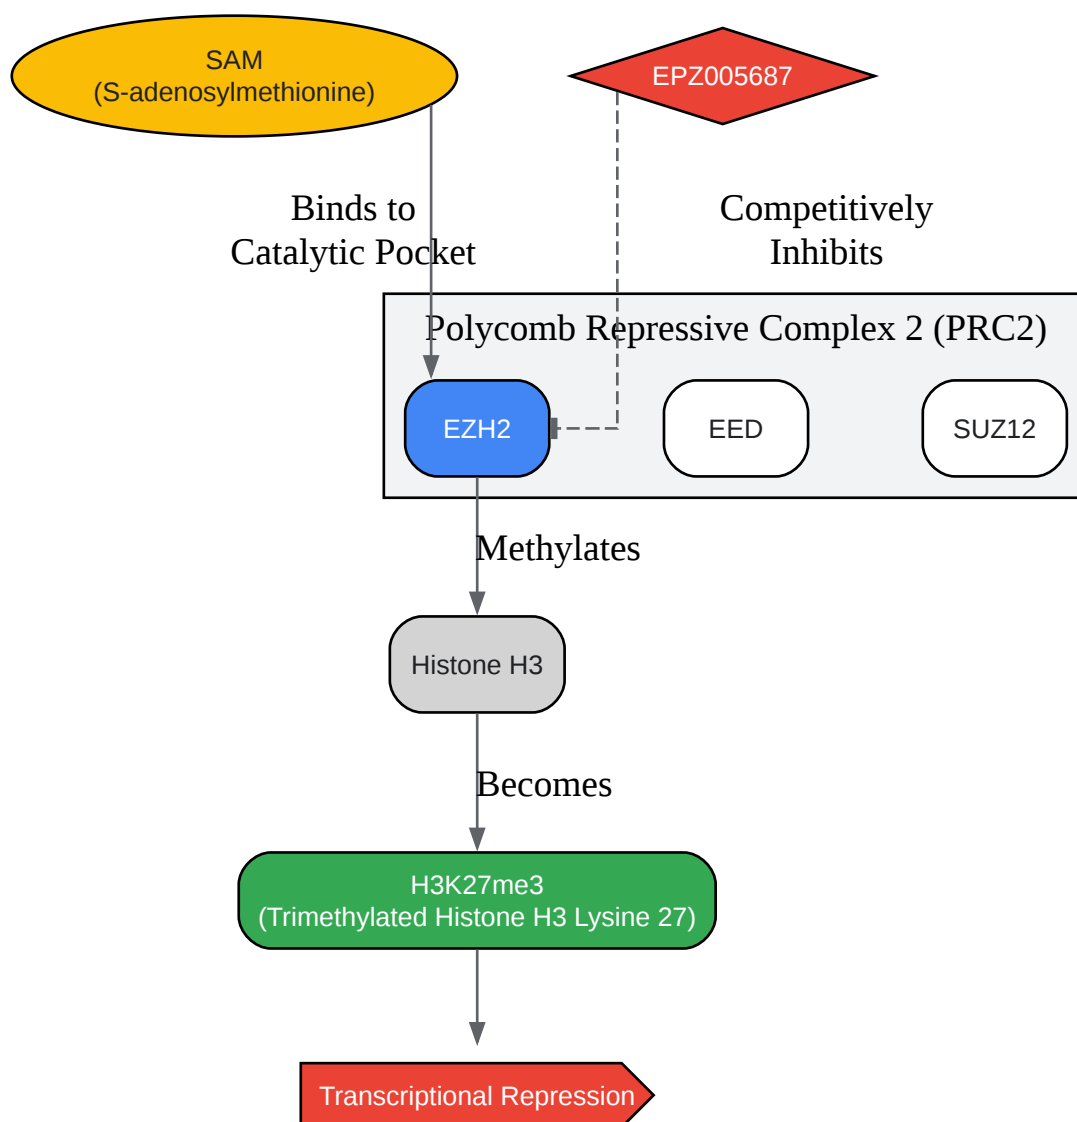 SAM
(S-adenosylmethionine)
EPZ005687
Binds to
Catalytic Pocket
Competitively
Inhibits
Polycomb Repressive Complex 2 (PRC2)
EZH2
EED
SUZ12
Methylates
Histone H3
Becomes
H3K27me3
(Trimethylated Histone H3 Lysine 27)
Transcriptional Repression